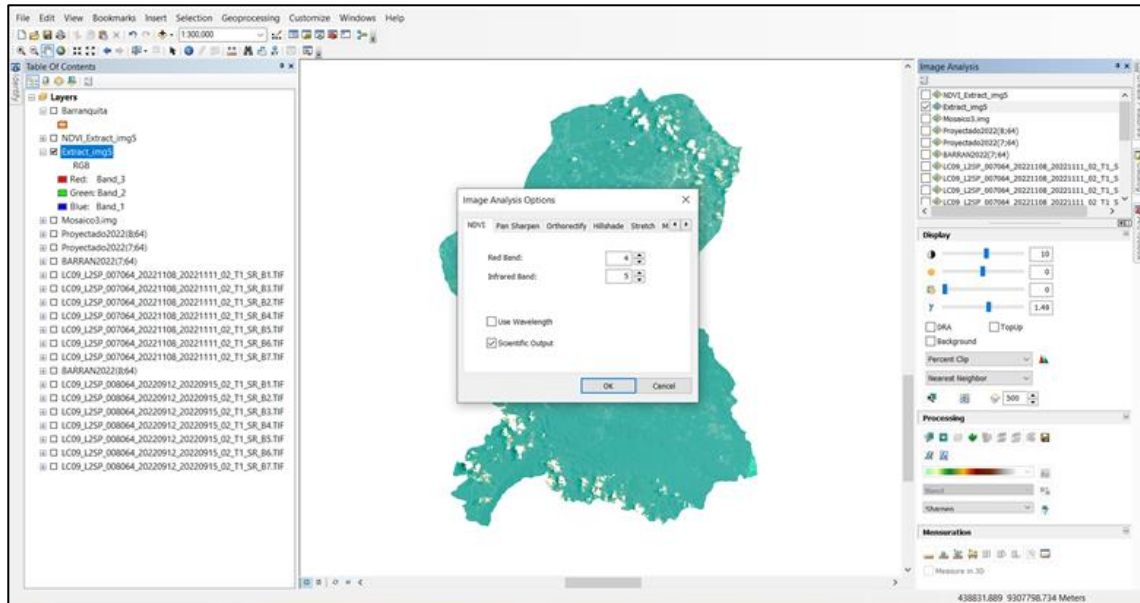 File Edit View Bookmarks Insert Selection Geoprocessing Customize Windows Help
1:300,000
Table Of Contents
Identify
Layers
Barranquita
NDVI_Extract_img5
Extract_img5
RGB
Red: Band_3
Green: Band_2
Blue: Band_1
Mosaico3.img
Proyectado2022(8;64)
Proyectado2022(7;64)
BARRAN2022(7;64)
LC09_L2SP_007064_20221108_20221111_02_T1_SR_B1.TIF
LC09_L2SP_007064_20221108_20221111_02_T1_SR_B3.TIF
LC09_L2SP_007064_20221108_20221111_02_T1_SR_B2.TIF
LC09_L2SP_007064_20221108_20221111_02_T1_SR_B4.TIF
LC09_L2SP_007064_20221108_20221111_02_T1_SR_B5.TIF
LC09_L2SP_007064_20221108_20221111_02_T1_SR_B6.TIF
LC09_L2SP_007064_20221108_20221111_02_T1_SR_B7.TIF
BARRAN2022(8;64)
LC09_L2SP_008064_20220912_20220915_02_T1_SR_B1.TIF
LC09_L2SP_008064_20220912_20220915_02_T1_SR_B2.TIF
LC09_L2SP_008064_20220912_20220915_02_T1_SR_B3.TIF
LC09_L2SP_008064_20220912_20220915_02_T1_SR_B4.TIF
LC09_L2SP_008064_20220912_20220915_02_T1_SR_B5.TIF
LC09_L2SP_008064_20220912_20220915_02_T1_SR_B6.TIF
LC09_L2SP_008064_20220912_20220915_02_T1_SR_B7.TIF
Image Analysis Options
NDVI Pan Sharpen Orthorectify Hillshade Stretch M
Red Band: 4
Infrared Band: 5
Use Wavelength
Scientific Output
OK Cancel
Image Analysis
NDVI_Extract_img5
Extract_img5
Mosaico3.img
Proyectado2022(8;64)
Proyectado2022(7;64)
BARRAN2022(7;64)
LC09_L2SP_007064_20221108_20221111_02_T1_S
LC09_L2SP_007064_20221108_20221111_02_T1_S
LC09_L2SP_007064_20221108_20221111_02_T1_S
Display
10
0
0
1.49
DRA TopUp
Background
Percent Clip
Nearest Neighbor
500
Processing
Blend
Sharpen
Mensuration
Measure in 3D
438831.889 9307798.734 Meters